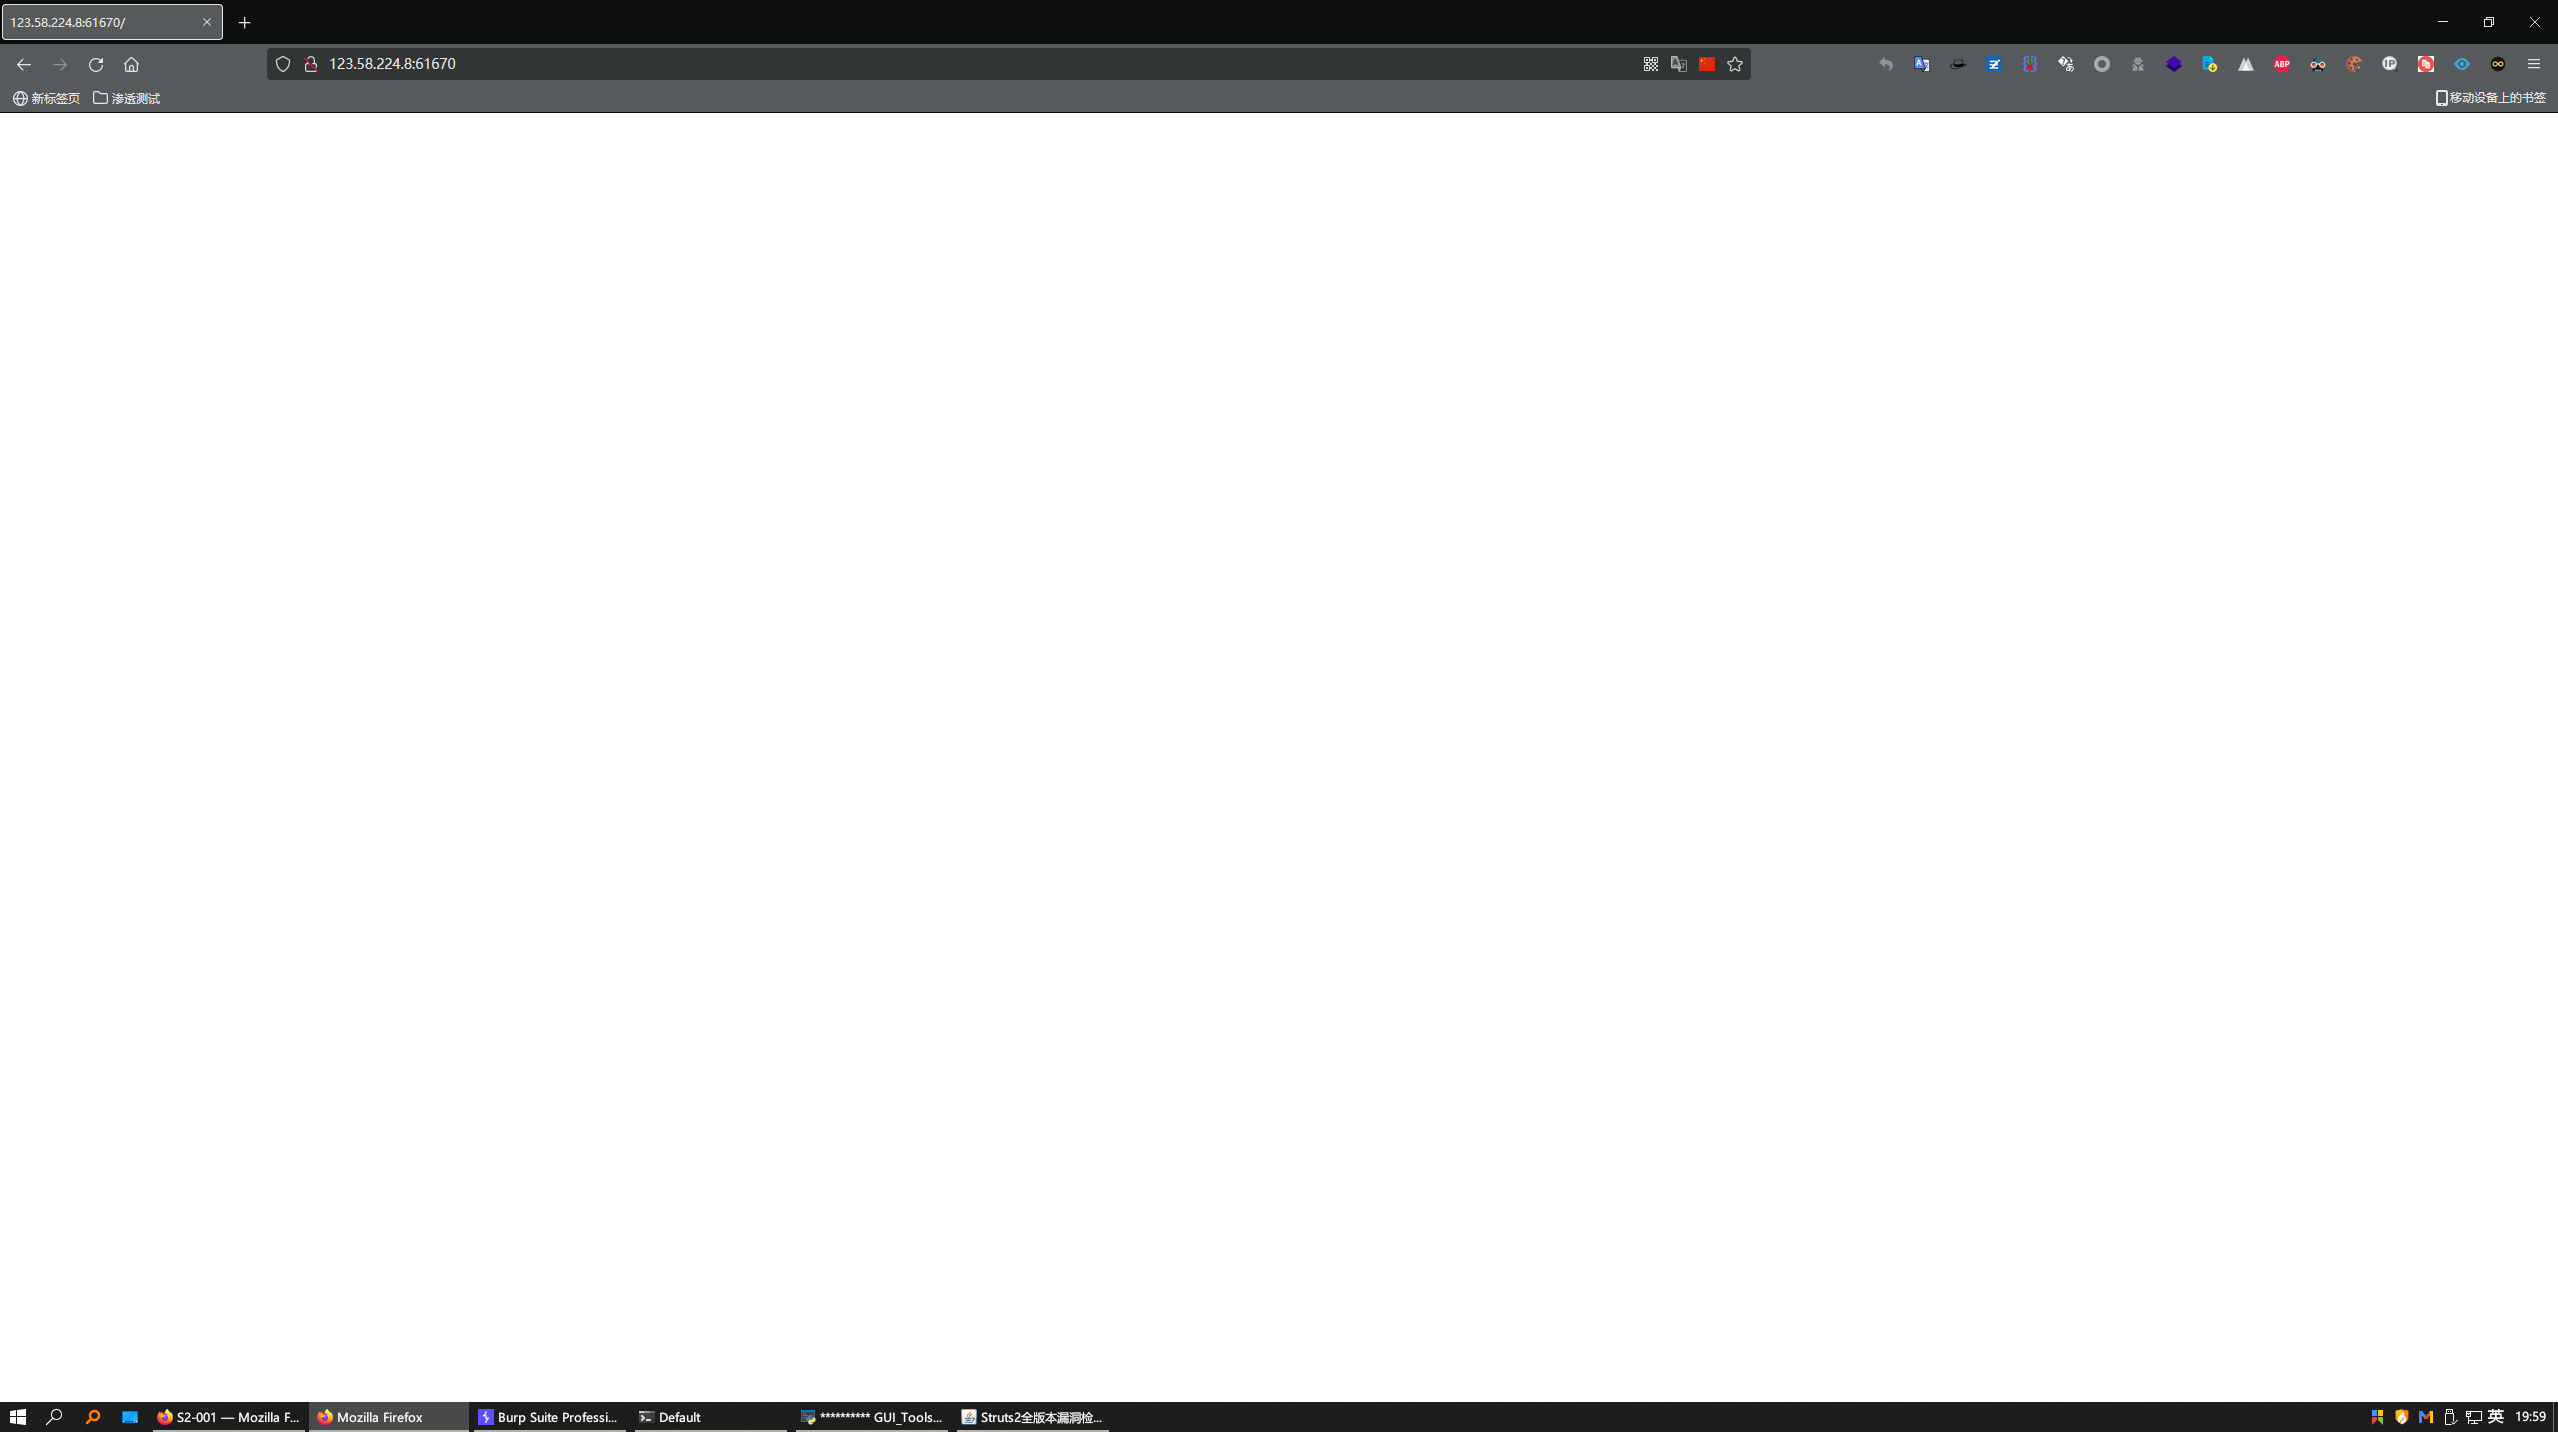 123.58.224.8:61670/
123.58.224.8:61670
新标签页 渗透测试 移动设备上的书签
S2-001 — Mozilla F... Mozilla Firefox Burp Suite Professi... Default ********** GUI_Tools... Struts2全版本漏洞检... 英 19:59